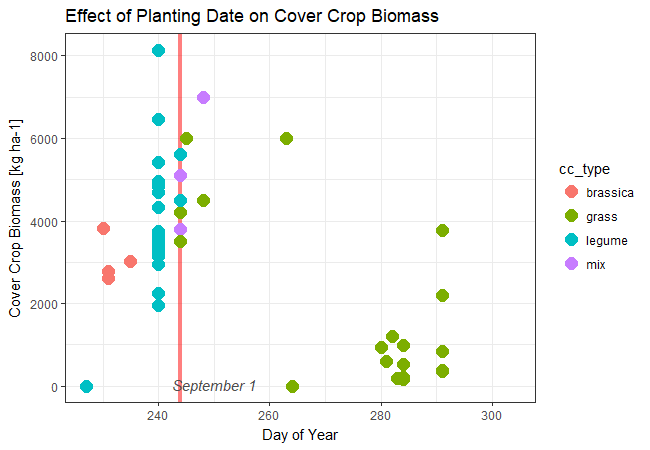 Effect of Planting Date on Cover Crop Biomass
Cover Crop Biomass [kg ha-1]
8000
6000
4000
2000
0
September 1
240
260
280
300
Day of Year
cc_type
brassica
grass
legume
mix